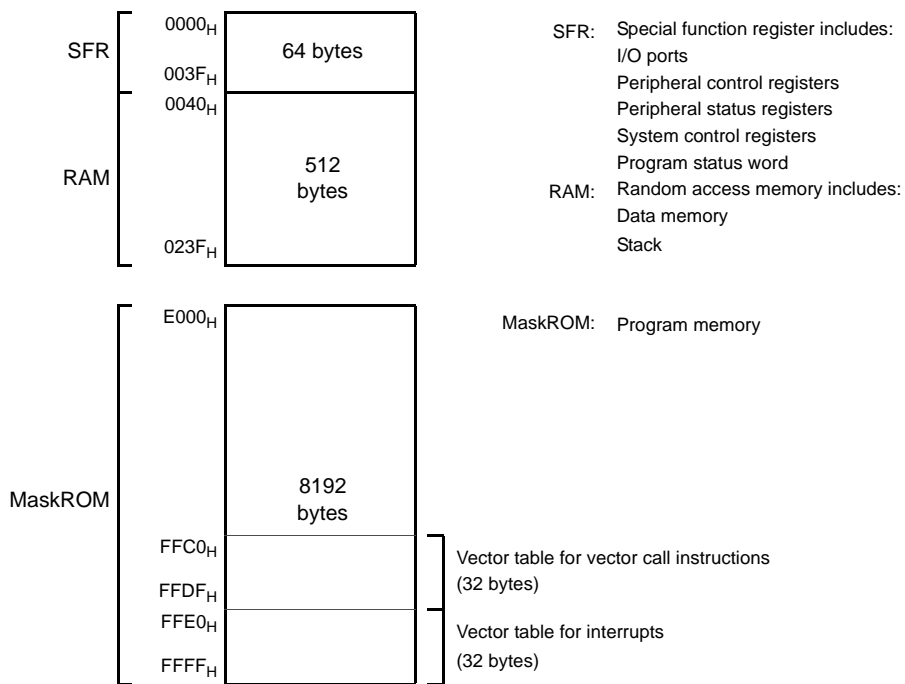 SFR
0000H
64 bytes
003FH
RAM
0040H
512
bytes
023FH
SFR: Special function register includes:
I/O ports
Peripheral control registers
Peripheral status registers
System control registers
Program status word
RAM: Random access memory includes:
Data memory
Stack
MaskROM
E000H
8192
bytes
FFC0H
FFDFH
FFE0H
FFFFH
MaskROM: Program memory
Vector table for vector call instructions
(32 bytes)
Vector table for interrupts
(32 bytes)